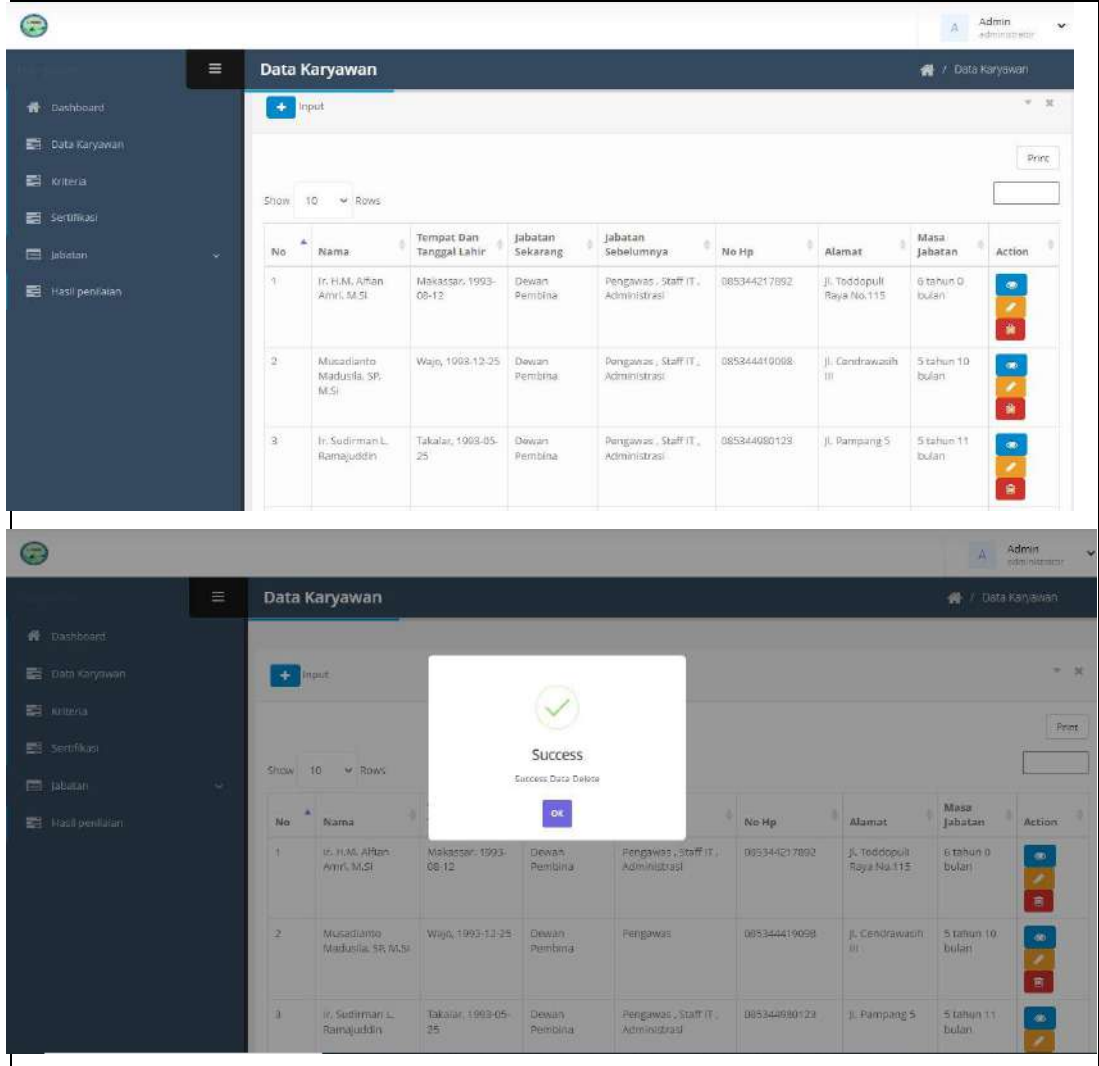 Admin
administrator
Data Karyawan
/ Data Karyawan
Dashboard
Data Karyawan
Kriteria
Sertifikasi
Jabatan
Hasil penilaian
Input
Print
Show 10 Rows
No Nama Tempat Dan Tanggal Lahir Jabatan Sekarang Jabatan Sebelumnya No Hp Alamat Masa Jabatan Action
1 Ir. H.M. Alfian Amri, M.Si Makassar, 1993-08-12 Dewan Pembina Pengawas , Staff IT , Administrasi 085344217892 Jl. Toddopuli Raya No.115 6 tahun 0 bulan
2 Musadianto Madusila, SP, M.Si Wajo, 1993-12-25 Dewan Pembina Pengawas , Staff IT , Administrasi 085344419098 Jl. Cendrawasih III 5 tahun 10 bulan
3 Ir. Sudirman L. Ramajuddin Takalar, 1993-05-25 Dewan Pembina Pengawas , Staff IT , Administrasi 085344980123 Jl. Pampang 5 5 tahun 11 bulan
A Admin
administrator
Data Karyawan
/ Data Karyawan
Dashboard
Data Karyawan
Kriteria
Sertifikasi
Jabatan
Hasil penilaian
Input
Print
Show 10 Rows
Success
Success Data Delete
OK
No Nama No Hp Alamat Masa Jabatan Action
1 Ir. H.M. Alfian Amri, M.Si Makassar, 1993-08-12 Dewan Pembina Pengawas , Staff IT , Administrasi 085344217892 Jl. Toddopuli Raya No.115 6 tahun 0 bulan
2 Musadianto Madusila, SP, M.Si Wajo, 1993-12-25 Dewan Pembina Pengawas 085344419098 Jl. Cendrawasih III 5 tahun 10 bulan
3 Ir. Sudirman L. Ramajuddin Takalar, 1993-05-25 Dewan Pembina Pengawas , Staff IT , Administrasi 085344980123 Jl. Pampang 5 5 tahun 11 bulan